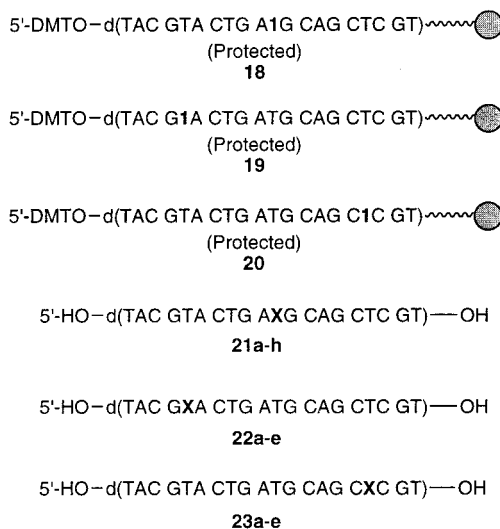 5'-DMTO-d(TAC GTA CTG A1G CAG CTC GT)
(Protected)
18
5'-DMTO-d(TAC G1A CTG ATG CAG CTC GT)
(Protected)
19
5'-DMTO-d(TAC GTA CTG ATG CAG C1C GT)
(Protected)
20
5'-HO-d(TAC GTA CTG AXG CAG CTC GT)—OH
21a-h
5'-HO-d(TAC GXA CTG ATG CAG CTC GT)—OH
22a-e
5'-HO-d(TAC GTA CTG ATG CAG CXC GT)—OH
23a-e